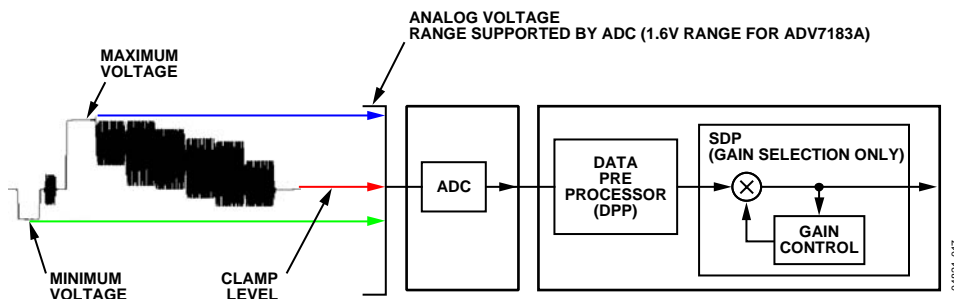 ANALOG VOLTAGE
RANGE SUPPORTED BY ADC (1.6V RANGE FOR ADV7183A)
MAXIMUM
VOLTAGE
SDP
(GAIN SELECTION ONLY)
DATA
PRE
PROCESSOR
(DPP)
ADC
GAIN
CONTROL
MINIMUM
VOLTAGE
CLAMP
LEVEL